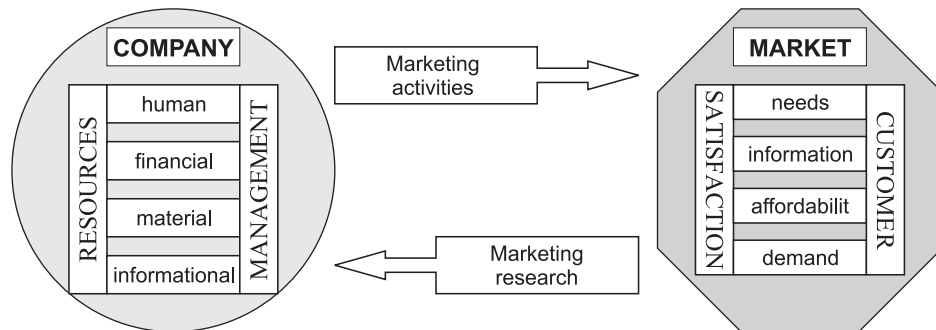 COMPANY
RESOURCES
human
financial
material
informational
MANAGEMENT
Marketing
activities
Marketing
research
MARKET
SATISFACTION
needs
information
affordabilit
demand
CUSTOMER